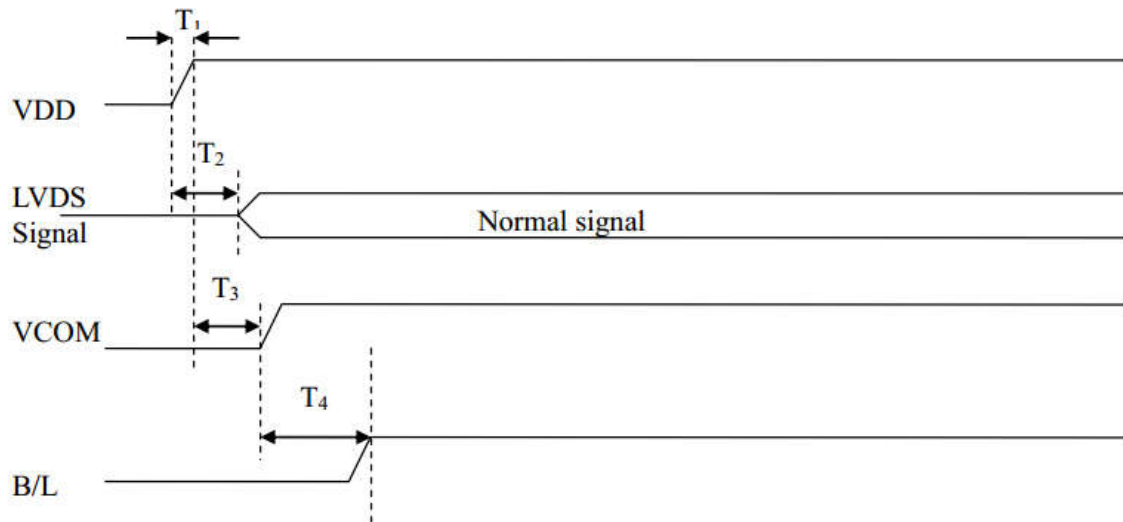 T₁
VDD
T₂
LVDS
Signal
Normal signal
T₃
VCOM
T₄
B/L